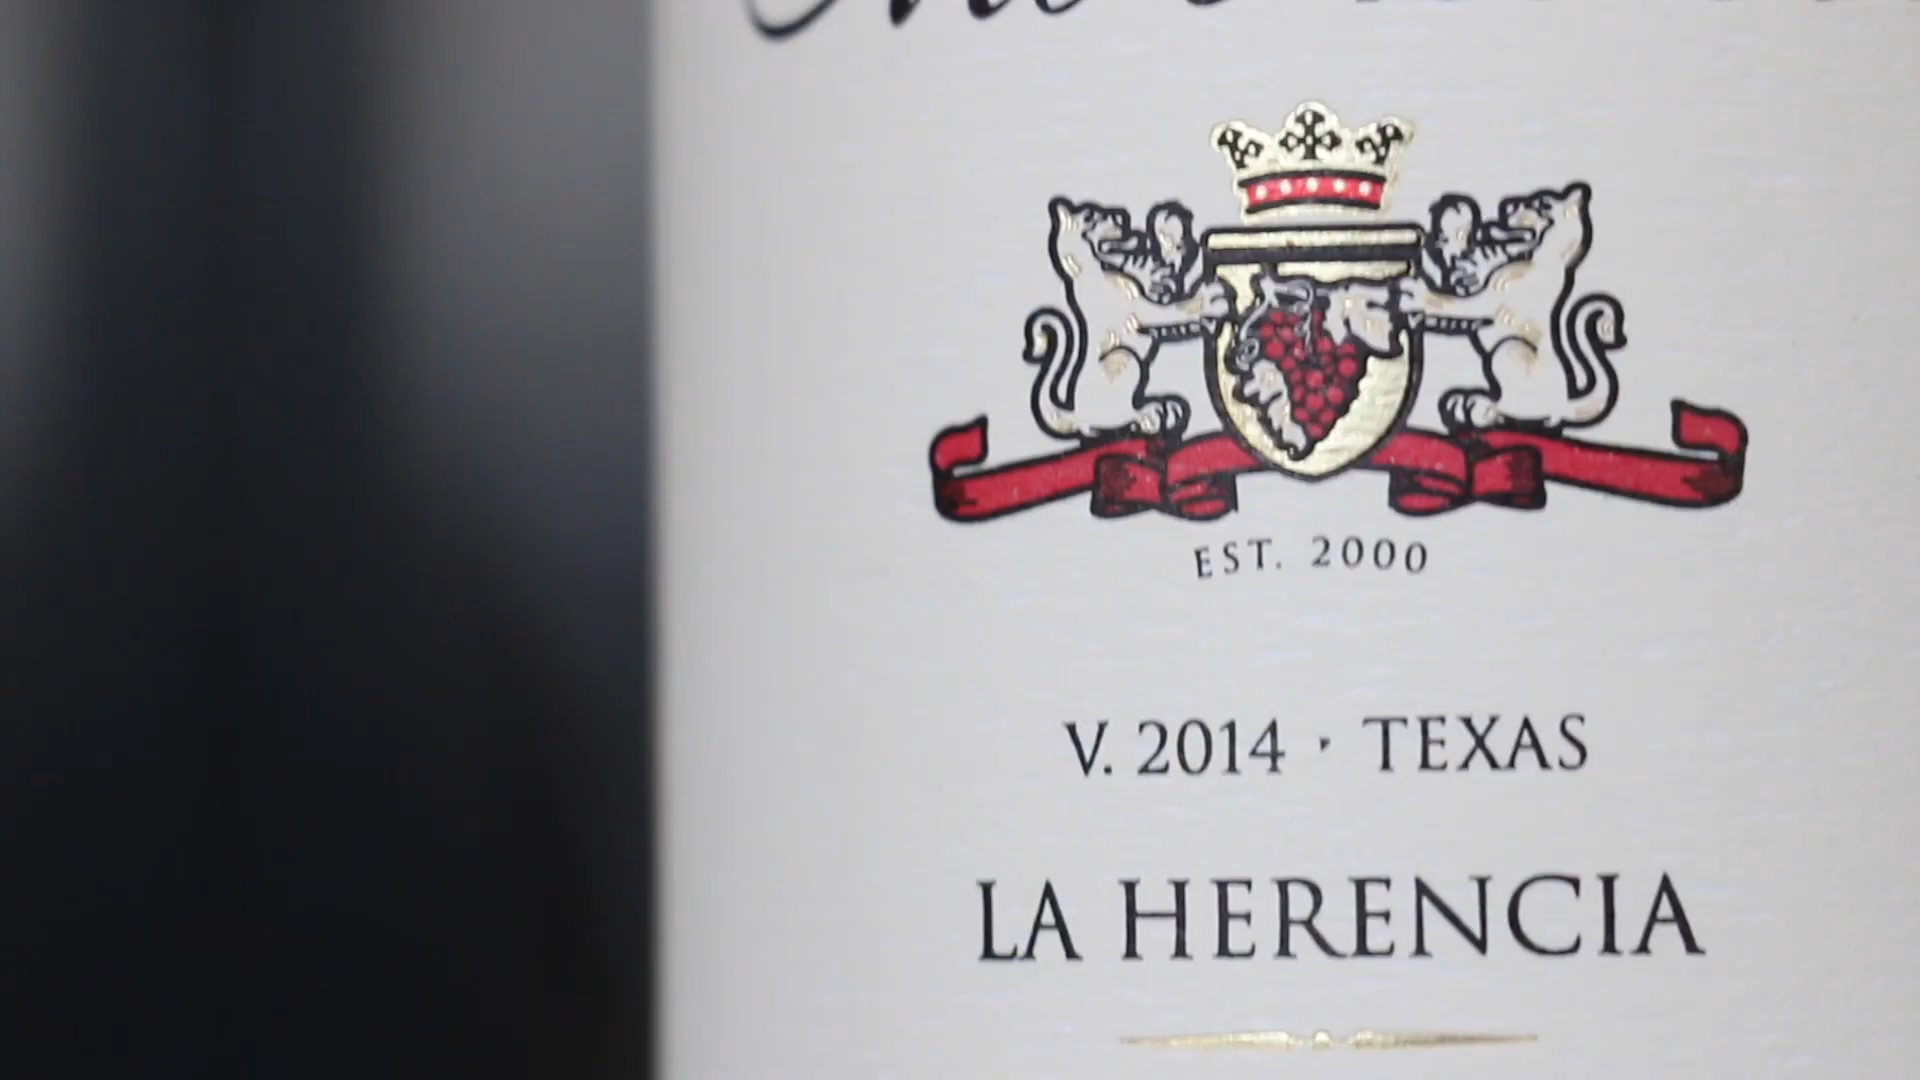 EST. 2000
V. 2014 · TEXAS
LA HERENCIA